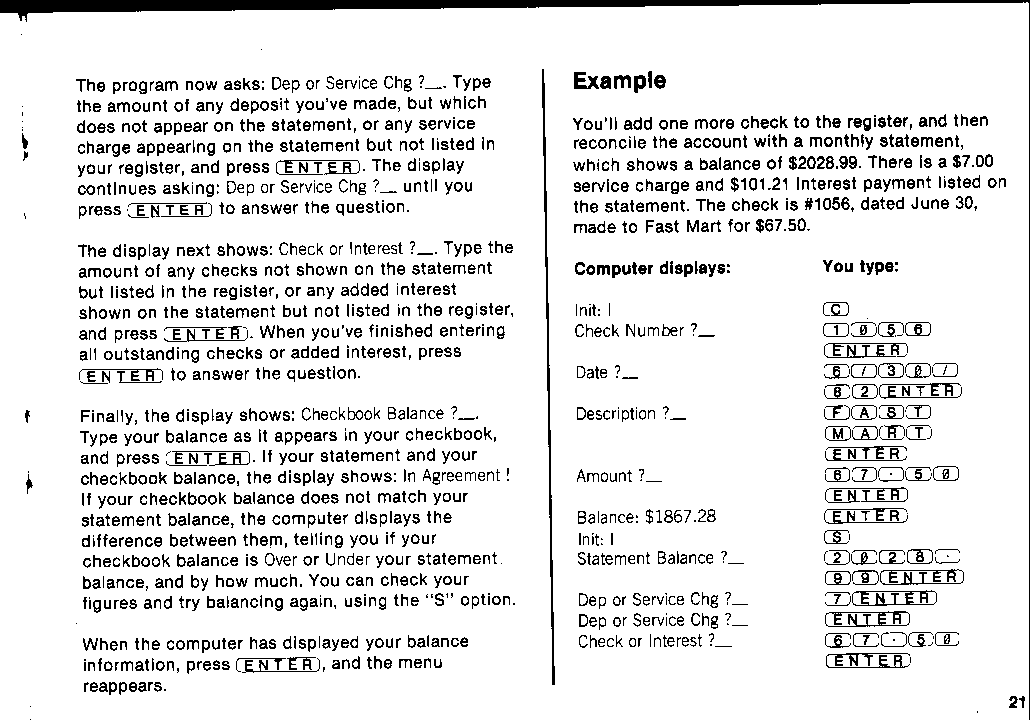 The program now asks: Dep or Service Chg ?__. Type
the amount of any deposit you've made, but which
does not appear on the statement, or any service
charge appearing on the statement but not listed in
your register, and press (ENTER). The display
continues asking: Dep or Service Chg ?__ until you
press (ENTER) to answer the question.

The display next shows: Check or Interest ?__. Type the
amount of any checks not shown on the statement
but listed in the register, or any added interest
shown on the statement but not listed in the register,
and press (ENTER). When you've finished entering
all outstanding checks or added interest, press
(ENTER) to answer the question.

Finally, the display shows: Checkbook Balance ?__.
Type your balance as it appears in your checkbook,
and press (ENTER). If your statement and your
checkbook balance, the display shows: In Agreement !
If your checkbook balance does not match your
statement balance, the computer displays the
difference between them, telling you if your
checkbook balance is Over or Under your statement
balance, and by how much. You can check your
figures and try balancing again, using the "S" option.

When the computer has displayed your balance
information, press (ENTER), and the menu
reappears.

Example

You'll add one more check to the register, and then
reconcile the account with a monthly statement,
which shows a balance of $2028.99. There is a $7.00
service charge and $101.21 Interest payment listed on
the statement. The check is #1056, dated June 30,
made to Fast Mart for $67.50.

Computer displays: You type:

Init: I (C)
Check Number ?__ (1)(0)(5)(6)
(ENTER)
Date ?__ (6)(/)(3)(0)(/)
(8)(2)(ENTER)
Description ?__ (F)(A)(S)(T)
(M)(A)(R)(T)
(ENTER)
Amount ?__ (6)(7)(.)(5)(0)
(ENTER)
Balance: $1867.28 (ENTER)
Init: I (S)
Statement Balance ?__ (2)(0)(2)(8)(.)
(9)(9)(ENTER)
Dep or Service Chg ?__ (7)(ENTER)
Dep or Service Chg ?__ (ENTER)
Check or Interest ?__ (6)(7)(.)(5)(0)
(ENTER)

21